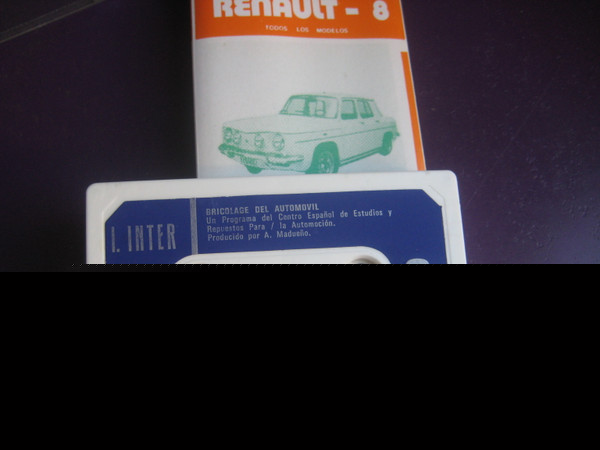 RENAULT - 8
TODOS LOS MODELOS
I. INTER
BRICOLAGE DEL AUTOMOVIL
Un Programa del Centro Español de Estudios y
Repuestos Para / la Automoción.
Producido por A. Madueño.